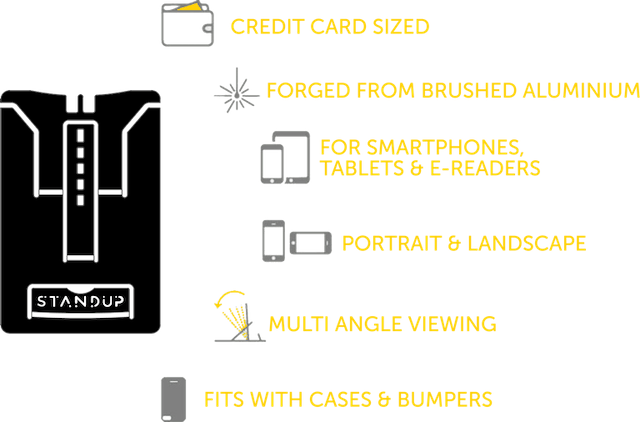 CREDIT CARD SIZED
FORGED FROM BRUSHED ALUMINIUM
FOR SMARTPHONES,
TABLETS & E-READERS
PORTRAIT & LANDSCAPE
STANDUP
MULTI ANGLE VIEWING
FITS WITH CASES & BUMPERS